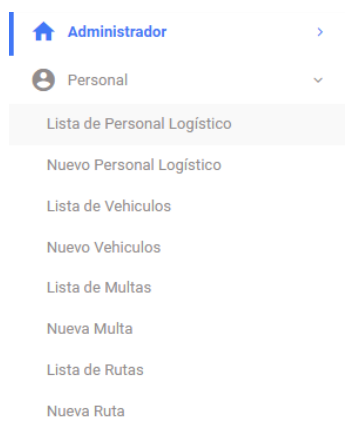 Administrador
Personal
Lista de Personal Logístico
Nuevo Personal Logístico
Lista de Vehiculos
Nuevo Vehiculos
Lista de Multas
Nueva Multa
Lista de Rutas
Nueva Ruta